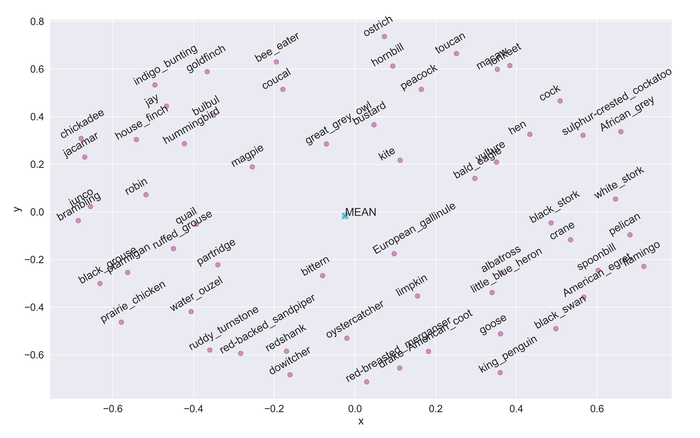 0.8
0.6
0.4
0.2
0.0
−0.2
−0.4
−0.6
y
−0.6
−0.4
−0.2
0.0
0.2
0.4
0.6
x
ostrich
bee_eater
toucan
goldfinch
indigo_bunting
hornbill
macaw
lorikeet
coucal
peacock
jay
cock
sulphur-crested_cockatoo
bulbul
great_grey_owl
bustard
African_grey
chickadee
house_finch
hummingbird
hen
jacamar
magpie
kite
vulture
bald_eagle
robin
white_stork
junco
brambling
MEAN
quail
ruffed_grouse
European_gallinule
black_stork
crane
pelican
black_grouse
ptarmigan
partridge
bittern
albatross
little_blue_heron
spoonbill
flamingo
American_egret
prairie_chicken
water_ouzel
limpkin
black_swan
ruddy_turnstone
red-backed_sandpiper
redshank
oystercatcher
goose
dowitcher
red-breasted_merganser
drake
American_coot
king_penguin